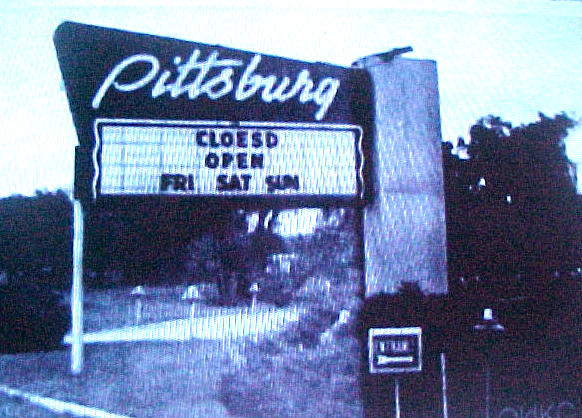 Pittsburg
CLOESD
OPEN
FRI SAT SUN